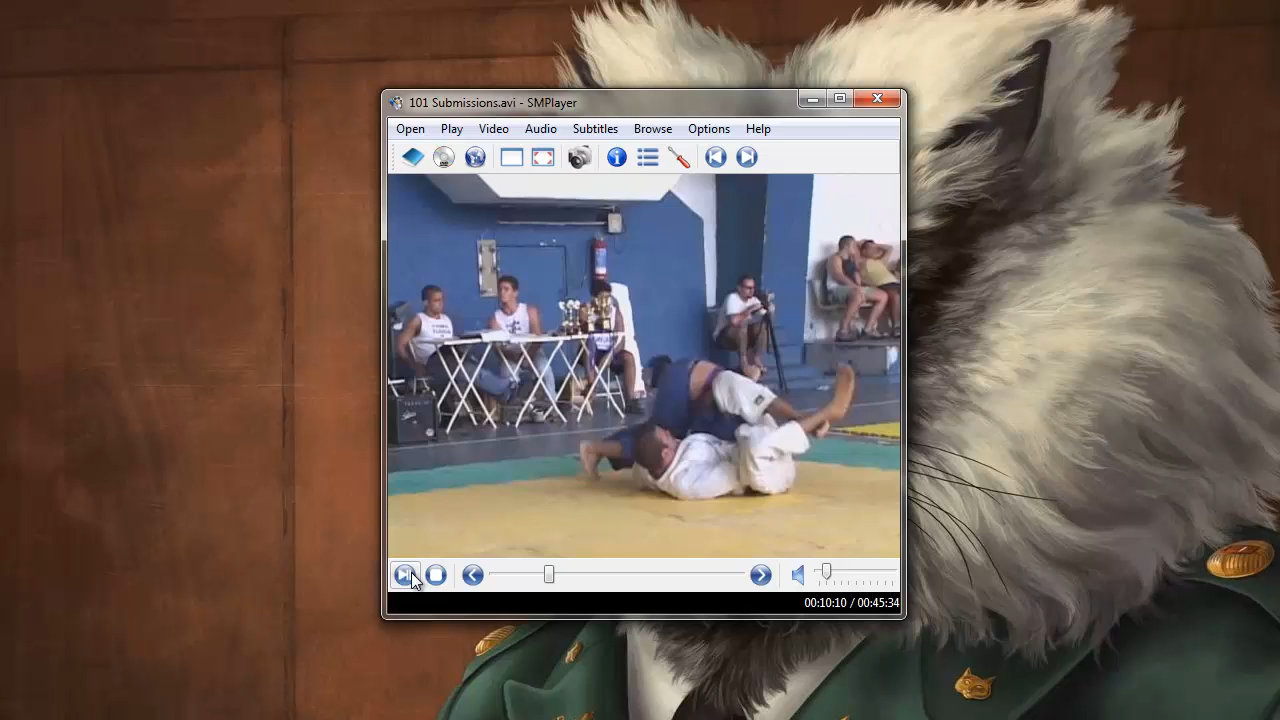 101 Submissions.avi - SMPlayer
Open Play Video Audio Subtitles Browse Options Help
00:10:10 / 00:45:34